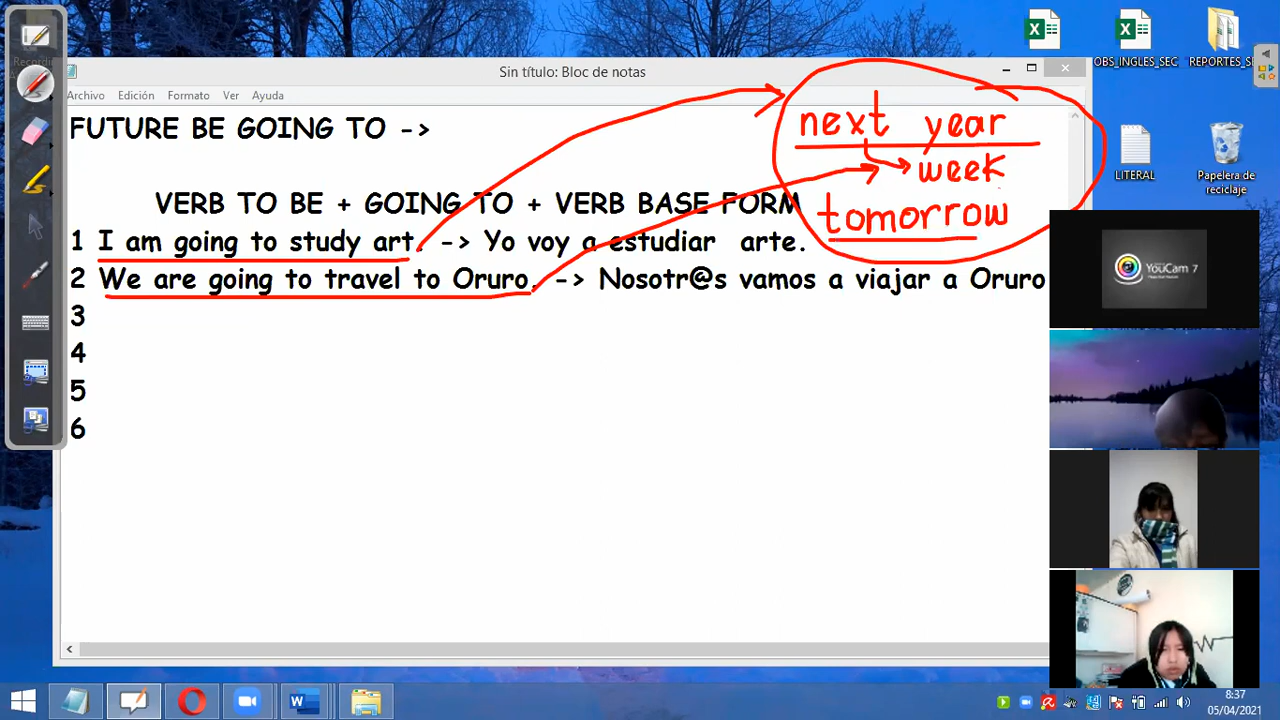 OBS_INGLES_SEC
REPORTES_SE
Sin título: Bloc de notas
Archivo Edición Formato Ver Ayuda
FUTURE BE GOING TO ->
next year
week
tomorrow
LITERAL
Papelera de reciclaje
VERB TO BE + GOING TO + VERB BASE FORM
1 I am going to study art. -> Yo voy a estudiar arte.
2 We are going to travel to Oruro. -> Nosotr@s vamos a viajar a Oruro
3
4
5
6
YouCam 7
8:37
05/04/2021